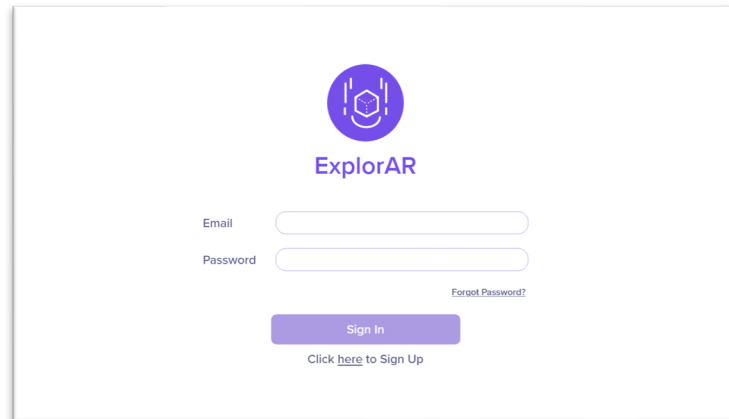 ExplorAR
Email
Password
Forgot Password?
Sign In
Click here to Sign Up